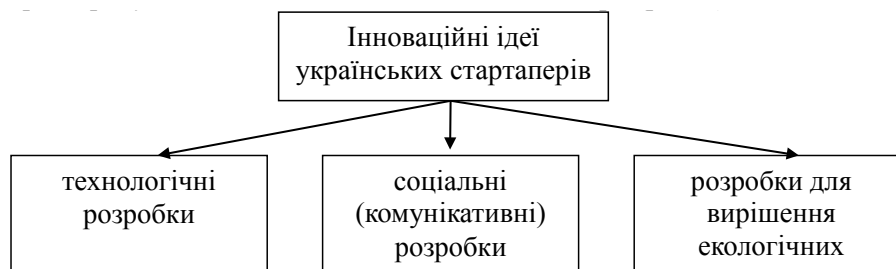 Інноваційні ідеї
українських стартаперів
технологічні
розробки
соціальні
(комунікативні)
розробки
розробки для
вирішення
екологічних